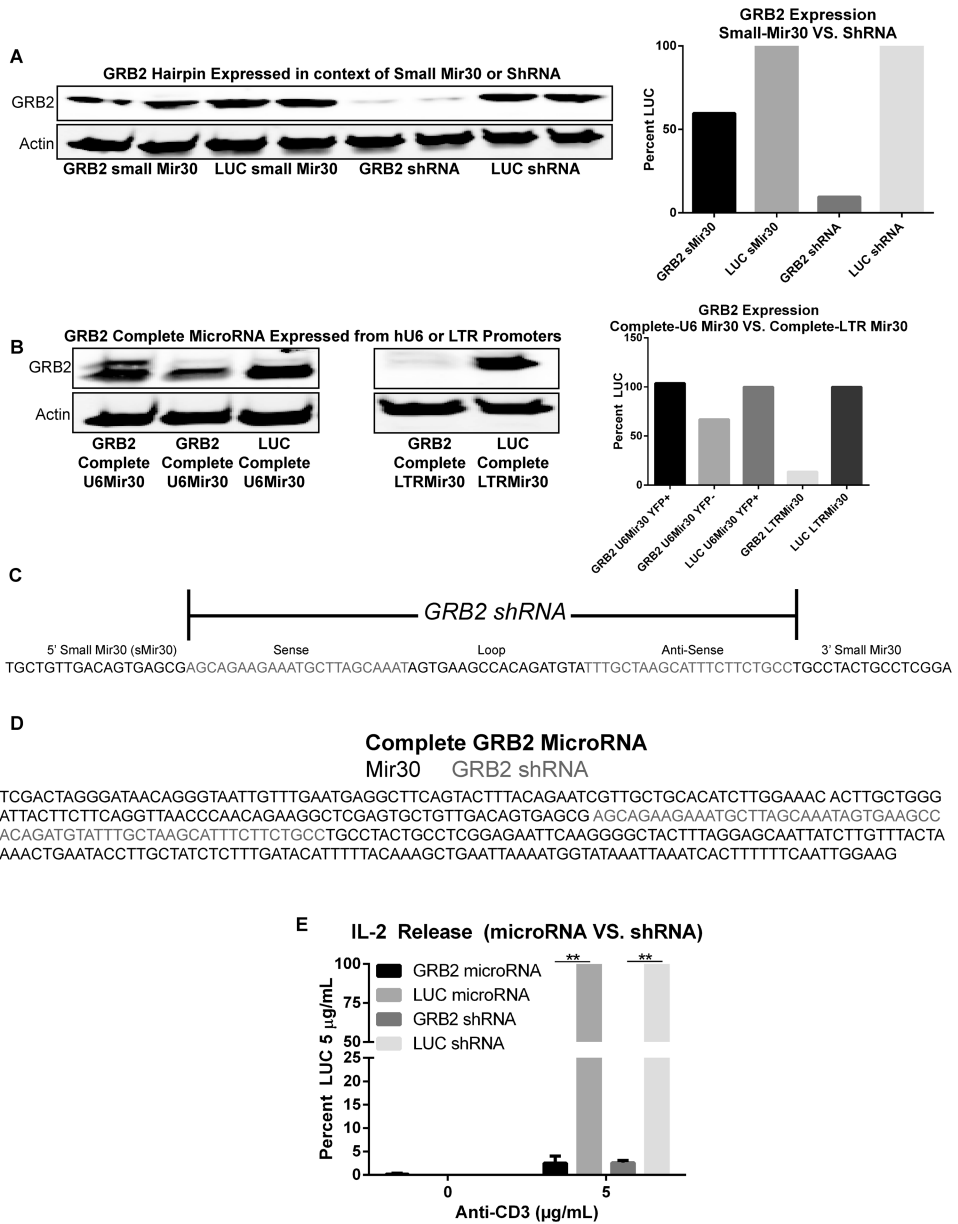 A
GRB2 Hairpin Expressed in context of Small Mir30 or ShRNA
GRB2
Actin
GRB2 small Mir30 LUC small Mir30 GRB2 shRNA LUC shRNA
GRB2 Expression
Small-Mir30 VS. ShRNA
Percent LUC
100
50
0
GRB2 sMir30
LUC sMir30
GRB2 shRNA
LUC shRNA
B
GRB2 Complete MicroRNA Expressed from hU6 or LTR Promoters
GRB2
Actin
GRB2 GRB2 LUC GRB2 LUC
Complete Complete Complete Complete Complete
U6Mir30 U6Mir30 U6Mir30 LTRMir30 LTRMir30
GRB2 Expression
Complete-U6 Mir30 VS. Complete-LTR Mir30
Percent LUC
150
100
50
0
GRB2 U6Mir30 YFP+
GRB2 U6Mir30 YFP-
LUC U6Mir30 YFP+
GRB2 LTRMir30
LUC LTRMir30
C
GRB2 shRNA
5' Small Mir30 (sMir30) Sense Loop Anti-Sense 3' Small Mir30
TGCTGTTGACAGTGAGCGAGCAGAAGAAATGCTTAGCAAATAGTGAAGCCACAGATGTATTTGCTAAGCATTTCTTCTGCCTGCCTACTGCCTCGGA
D
Complete GRB2 MicroRNA
Mir30 GRB2 shRNA
TCGACTAGGGATAACAGGGTAATTGTTTGAATGAGGCTTCAGTACTTTACAGAATCGTTGCTGCACATCTTGGAAAC ACTTGCTGGG
ATTACTTCTTCAGGTTAACCCAACAGAAGGCTCGAGTGCTGTTGACAGTGAGCG AGCAGAAGAAATGCTTAGCAAATAGTGAAGCC
ACAGATGTATTTGCTAAGCATTTCTTCTGCCTGCCTACTGCCTCGGAGAATTCAAGGGGCTACTTTAGGAGCAATTATCTTGTTTACTA
AAACTGAATACCTTGCTATCTCTTTGATACATTTTTACAAAGCTGAATTAAAATGGTATAAATTAAATCACTTTTTTCAATTGGAAG
E
IL-2 Release (microRNA VS. shRNA)
Percent LUC 5 µg/mL
100
75
50
25
20
15
10
5
0
GRB2 microRNA
LUC microRNA
GRB2 shRNA
LUC shRNA
** **
0 5
Anti-CD3 (µg/mL)